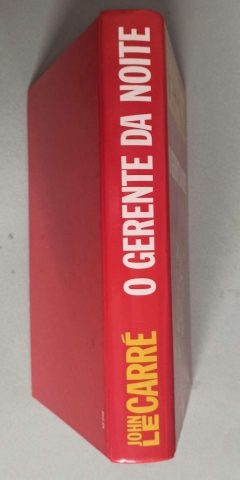 JOHN
LE CARRÉ
O GERENTE DA NOITE